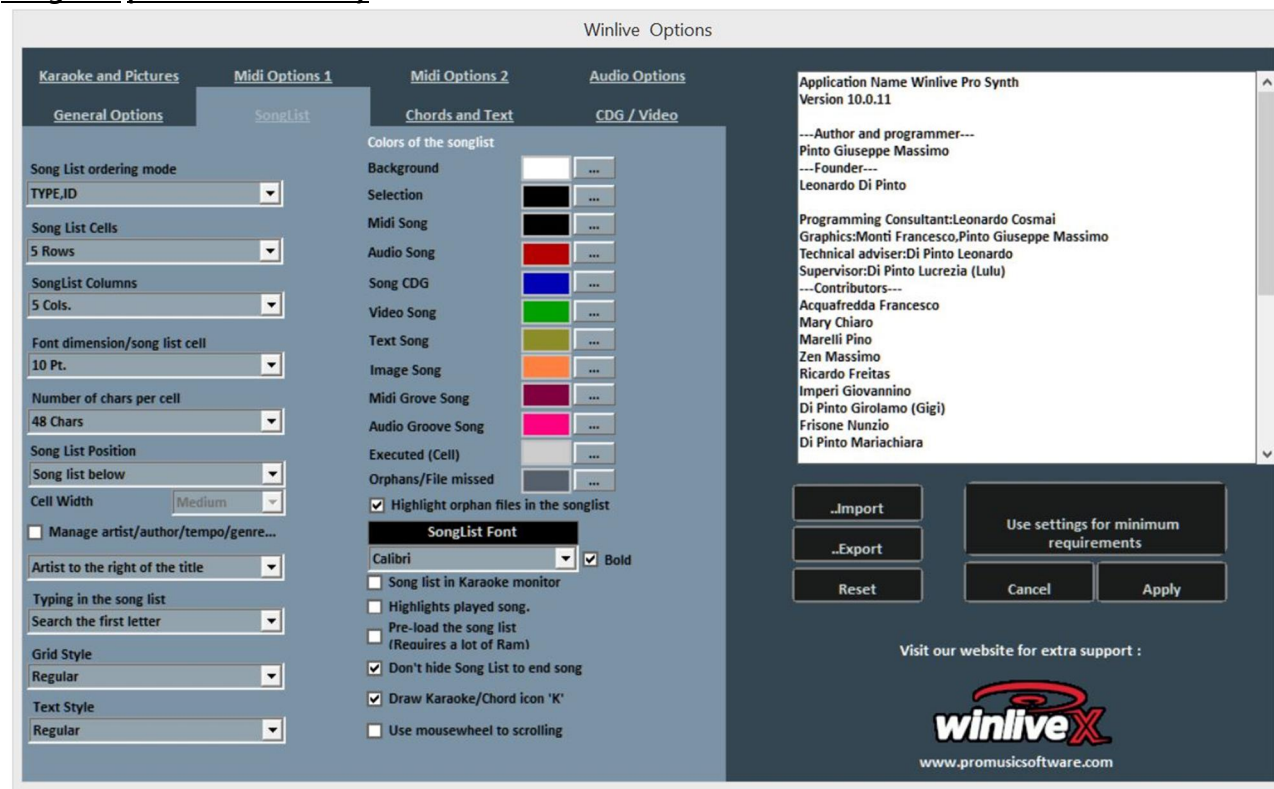 Winlive Options
Karaoke and Pictures
Midi Options 1
Midi Options 2
Audio Options
General Options
SongList
Chords and Text
CDG / Video
Song List ordering mode
TYPE,ID
Song List Cells
5 Rows
SongList Columns
5 Cols.
Font dimension/song list cell
10 Pt.
Number of chars per cell
48 Chars
Song List Position
Song list below
Cell Width
Medium
Manage artist/author/tempo/genre...
Artist to the right of the title
Typing in the song list
Search the first letter
Grid Style
Regular
Text Style
Regular
Colors of the songlist
Background ...
Selection ...
Midi Song ...
Audio Song ...
Song CDG ...
Video Song ...
Text Song ...
Image Song ...
Midi Grove Song ...
Audio Groove Song ...
Executed (Cell) ...
Orphans/File missed ...
Highlight orphan files in the songlist
SongList Font
Calibri
Bold
Song list in Karaoke monitor
Highlights played song.
Pre-load the song list
(Requires a lot of Ram)
Don't hide Song List to end song
Draw Karaoke/Chord icon 'K'
Use mousewheel to scrolling
Application Name Winlive Pro Synth
Version 10.0.11
---Author and programmer---
Pinto Giuseppe Massimo
---Founder---
Leonardo Di Pinto
Programming Consultant:Leonardo Cosmai
Graphics:Monti Francesco,Pinto Giuseppe Massimo
Technical adviser:Di Pinto Leonardo
Supervisor:Di Pinto Lucrezia (Lulu)
---Contributors---
Acquafredda Francesco
Mary Chiaro
Marelli Pino
Zen Massimo
Ricardo Freitas
Imperi Giovannino
Di Pinto Girolamo (Gigi)
Frisone Nunzio
Di Pinto Mariachiara
..Import
..Export
Reset
Use settings for minimum
requirements
Cancel
Apply
Visit our website for extra support :
winlive X
www.promusicsoftware.com